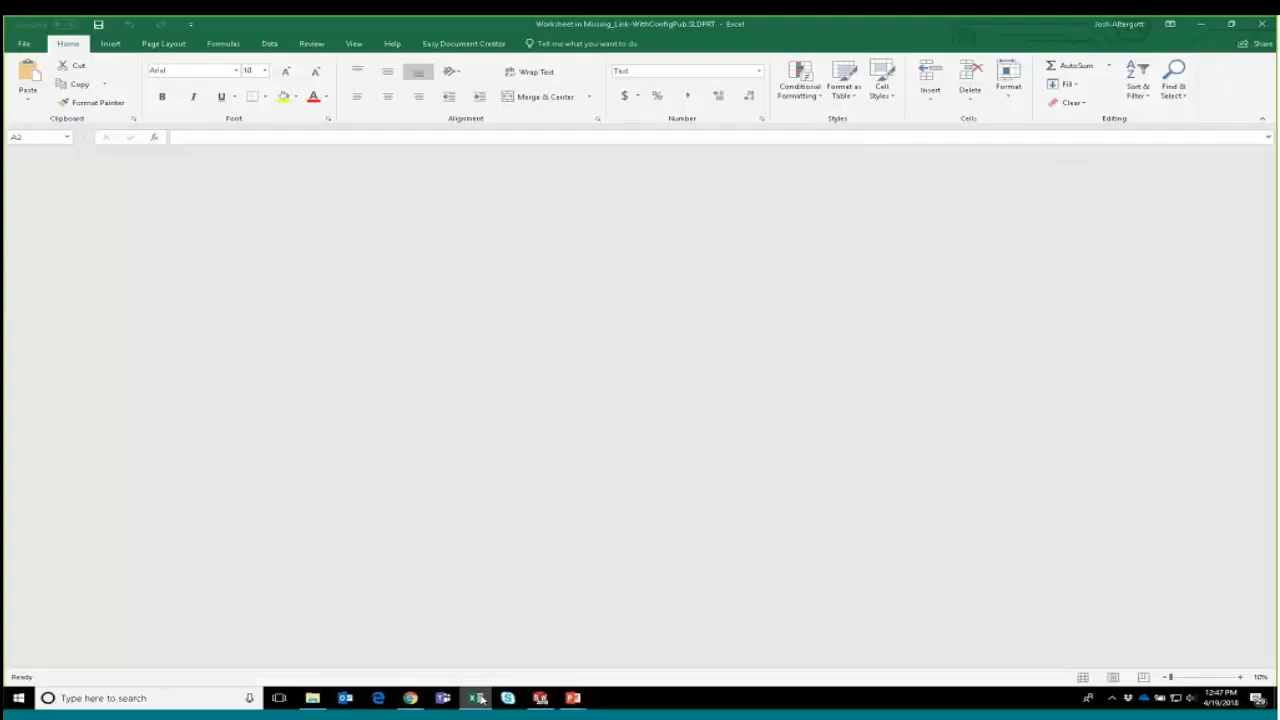 Worksheet in Missing_Link-WithConfigPub.SLDPRT - Excel
Josh Altergott
File Home Insert Page Layout Formulas Data Review View Help Easy Document Creator Tell me what you want to do Share
Cut
Copy
Format Painter
Paste
Clipboard
Arial 10
B I U A
Font
Wrap Text
Merge & Center
Alignment
Text
$ % ,
Number
Conditional Formatting
Format as Table
Cell Styles
Styles
Insert Delete Format
Cells
AutoSum
Fill
Clear
Sort & Filter
Find & Select
Editing
A2 fx
Ready 10%
Type here to search
12:47 PM
4/19/2018